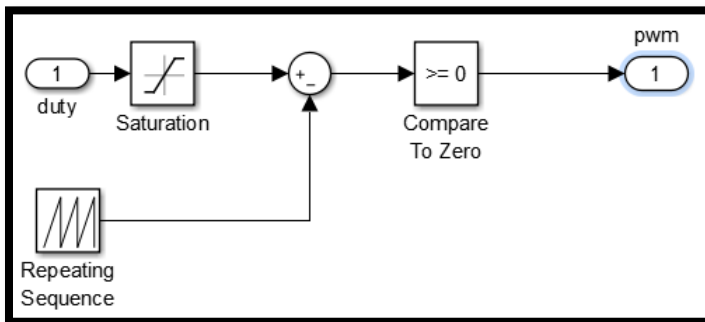 pwm
1
+
−
>= 0
1
duty
Saturation
Compare
To Zero
Repeating
Sequence